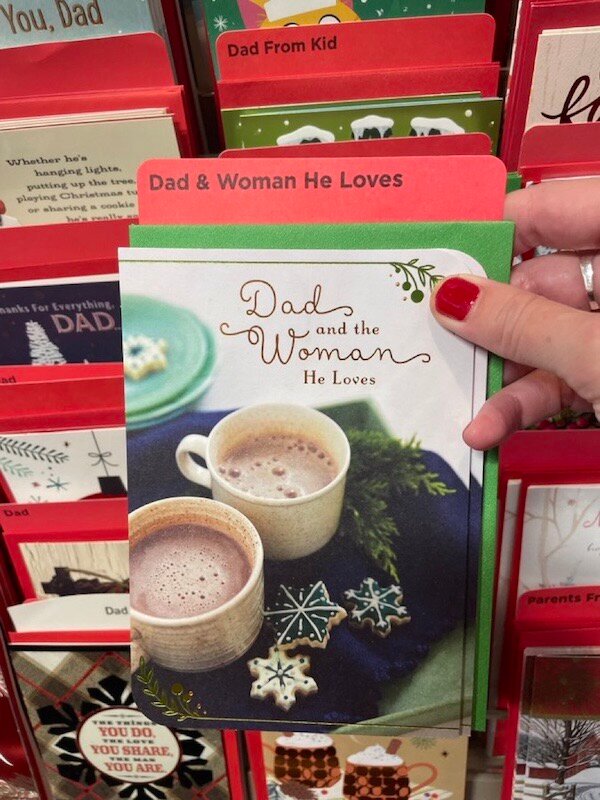 You, Dad
Dad From Kid
Whether he's
hanging lights,
putting up the tree,
playing Christmas
or sharing a cookie
he's really
Dad & Woman He Loves
Dad
and the
Woman
He Loves
Thanks For Everything,
DAD
Dad
Dad
Parents
THE THINGS
YOU DO,
THE LOVE
YOU SHARE,
THE MAN
YOU ARE.